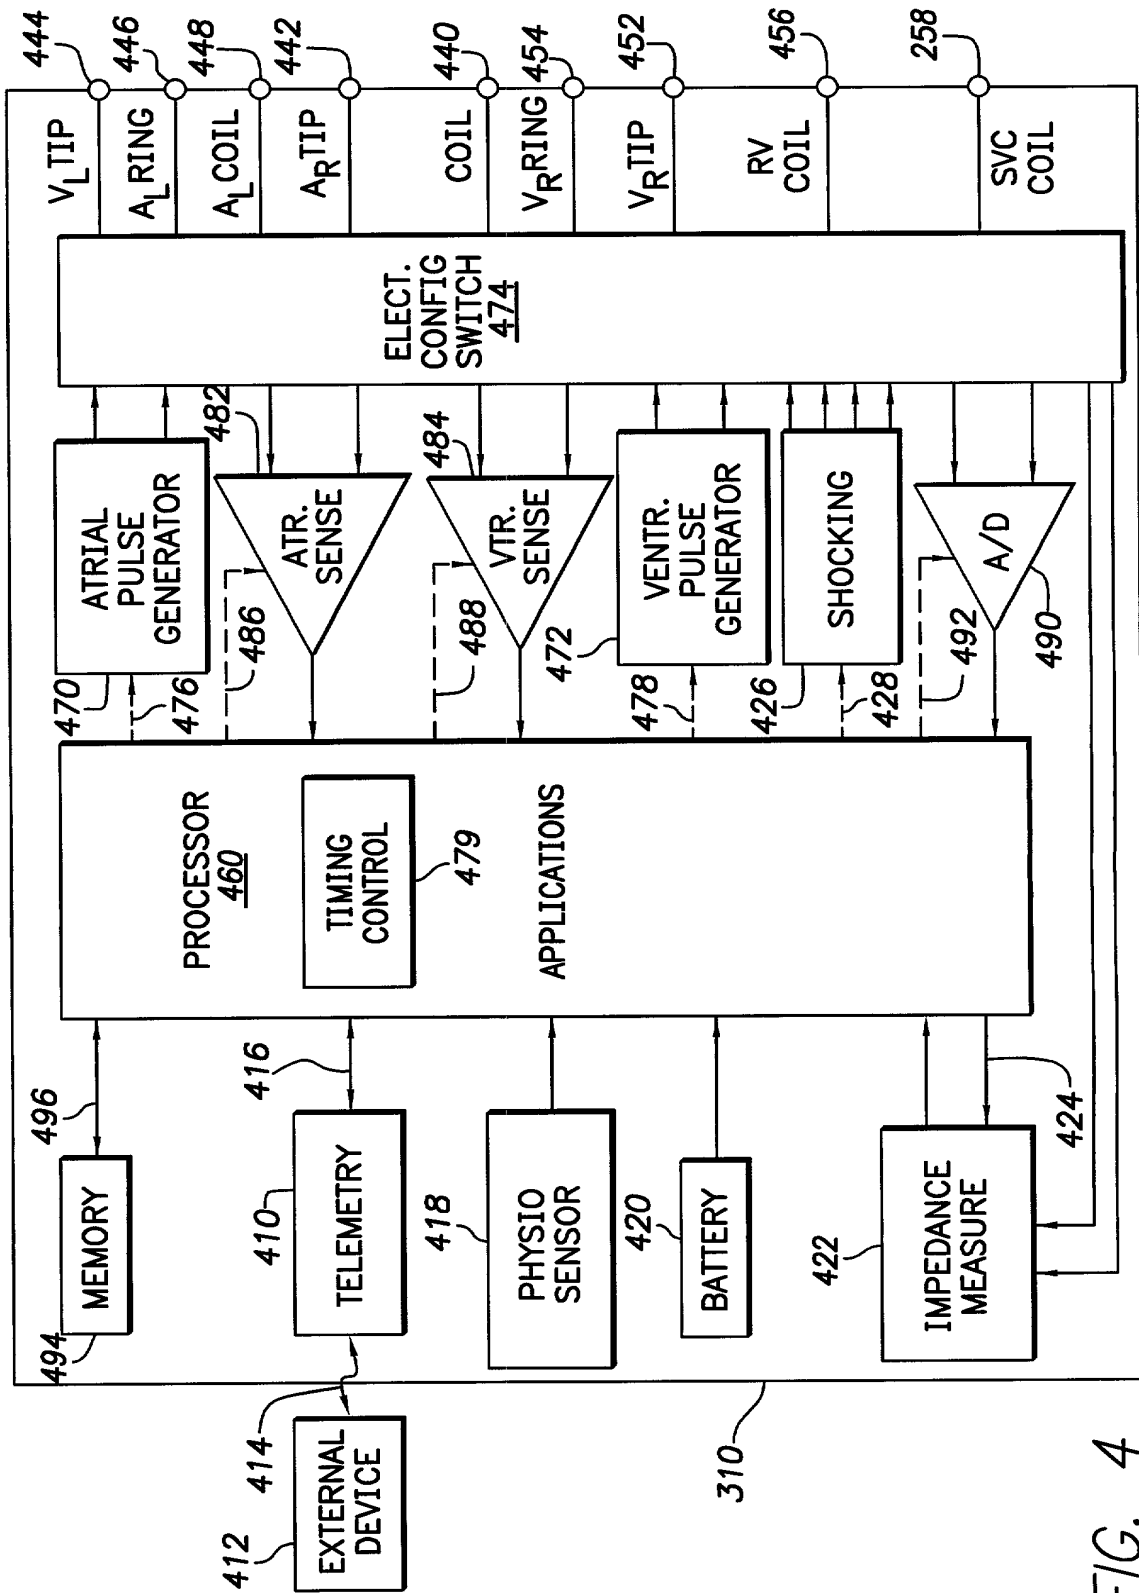 444
446
448
442
440
454
452
456
258
VLTIP
ALRING
ALCOIL
ARTIP
COIL
VRRING
VRTIP
RV
COIL
SVC
COIL
ELECT.
CONFIG
SWITCH
474
ATRIAL
PULSE
GENERATOR
470
476
482
ATR.
SENSE
486
484
VTR.
SENSE
488
VENTR.
PULSE
GENERATOR
472
478
SHOCKING
426
428
A/D
490
492
PROCESSOR
460
TIMING
CONTROL
479
APPLICATIONS
496
416
424
MEMORY
494
TELEMETRY
410
PHYSIO
SENSOR
418
BATTERY
420
IMPEDANCE
MEASURE
422
414
EXTERNAL
DEVICE
412
310
FIG. 4